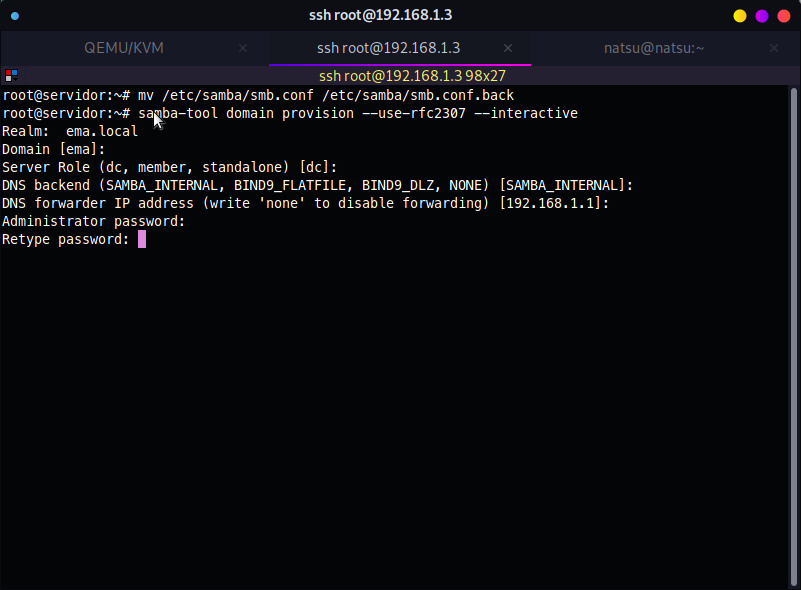 ssh root@192.168.1.3
QEMU/KVM × ssh root@192.168.1.3 × natsu@natsu:~ ×
ssh root@192.168.1.3 98x27
root@servidor:~# mv /etc/samba/smb.conf /etc/samba/smb.conf.back
root@servidor:~# samba-tool domain provision --use-rfc2307 --interactive
Realm:  ema.local
Domain [ema]:
Server Role (dc, member, standalone) [dc]:
DNS backend (SAMBA_INTERNAL, BIND9_FLATFILE, BIND9_DLZ, NONE) [SAMBA_INTERNAL]:
DNS forwarder IP address (write 'none' to disable forwarding) [192.168.1.1]:
Administrator password:
Retype password: